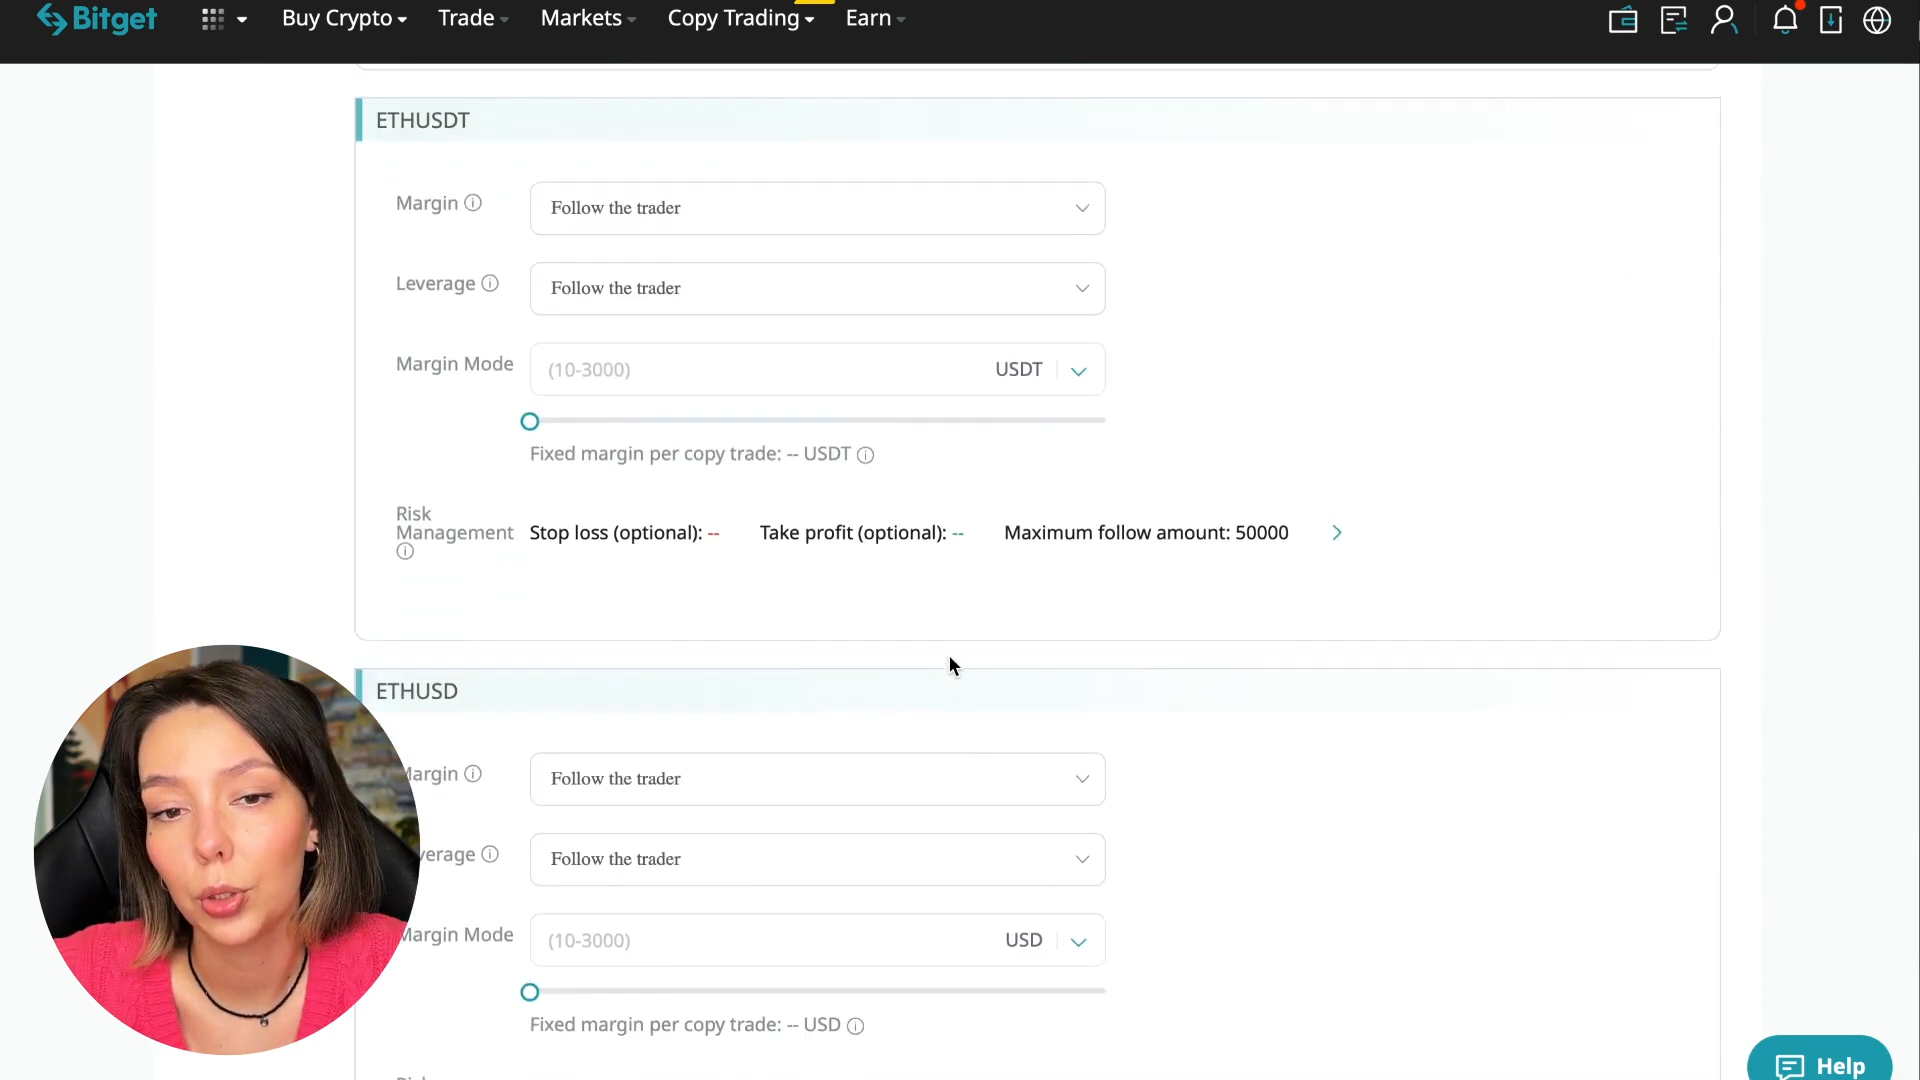 Bitget
Buy Crypto
Trade
Markets
Copy Trading
Earn
ETHUSDT
Margin
Follow the trader
Leverage
Follow the trader
Margin Mode
(10-3000)
USDT
Fixed margin per copy trade: -- USDT
Risk
Management
Stop loss (optional): --
Take profit (optional): --
Maximum follow amount: 50000
ETHUSD
Margin
Follow the trader
verage
Follow the trader
Margin Mode
(10-3000)
USD
Fixed margin per copy trade: -- USD
Help